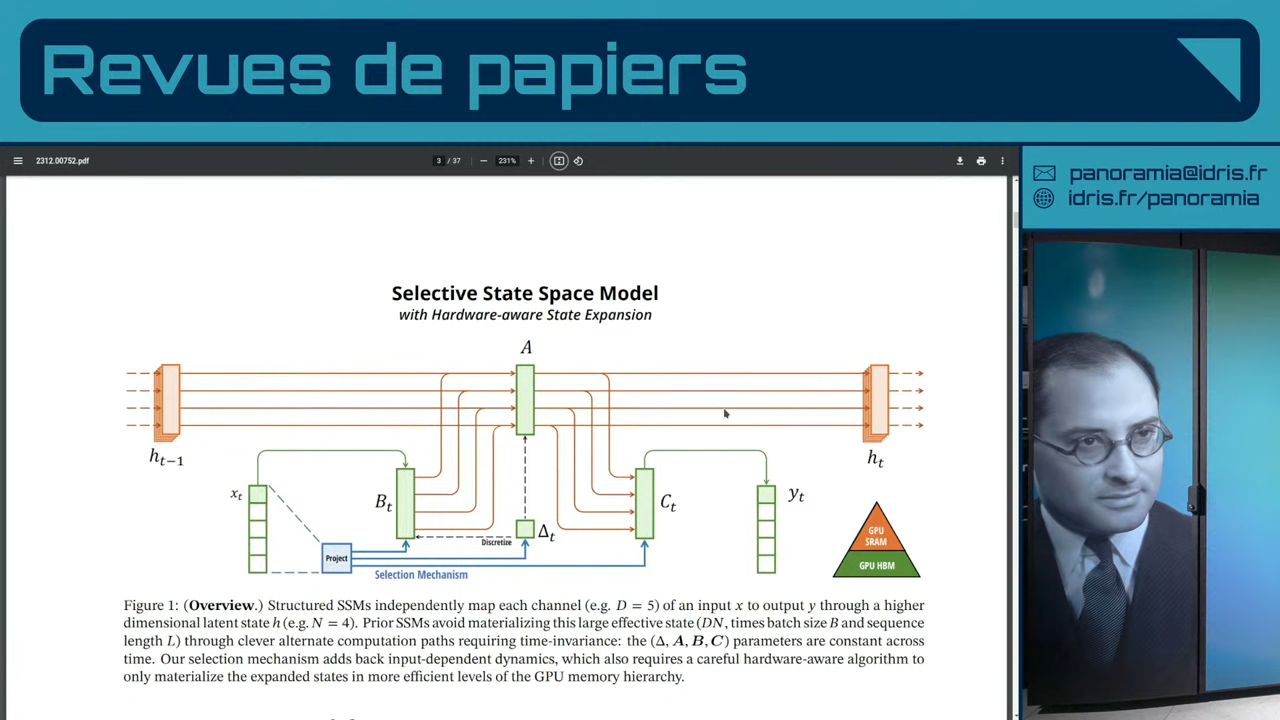 Revues de papiers
2312.00752.pdf
3 / 37
231%
panoramia@idris.fr
idris.fr/panoramia
Selective State Space Model
with Hardware-aware State Expansion
A
h_{t−1}
h_t
x_t
B_t
C_t
y_t
Δ_t
Discretize
Project
Selection Mechanism
GPU
SRAM
GPU HBM
Figure 1: (Overview.) Structured SSMs independently map each channel (e.g. D = 5) of an input x to output y through a higher
dimensional latent state h (e.g. N = 4). Prior SSMs avoid materializing this large effective state (DN, times batch size B and sequence
length L) through clever alternate computation paths requiring time-invariance: the (Δ, A, B, C) parameters are constant across
time. Our selection mechanism adds back input-dependent dynamics, which also requires a careful hardware-aware algorithm to
only materialize the expanded states in more efficient levels of the GPU memory hierarchy.